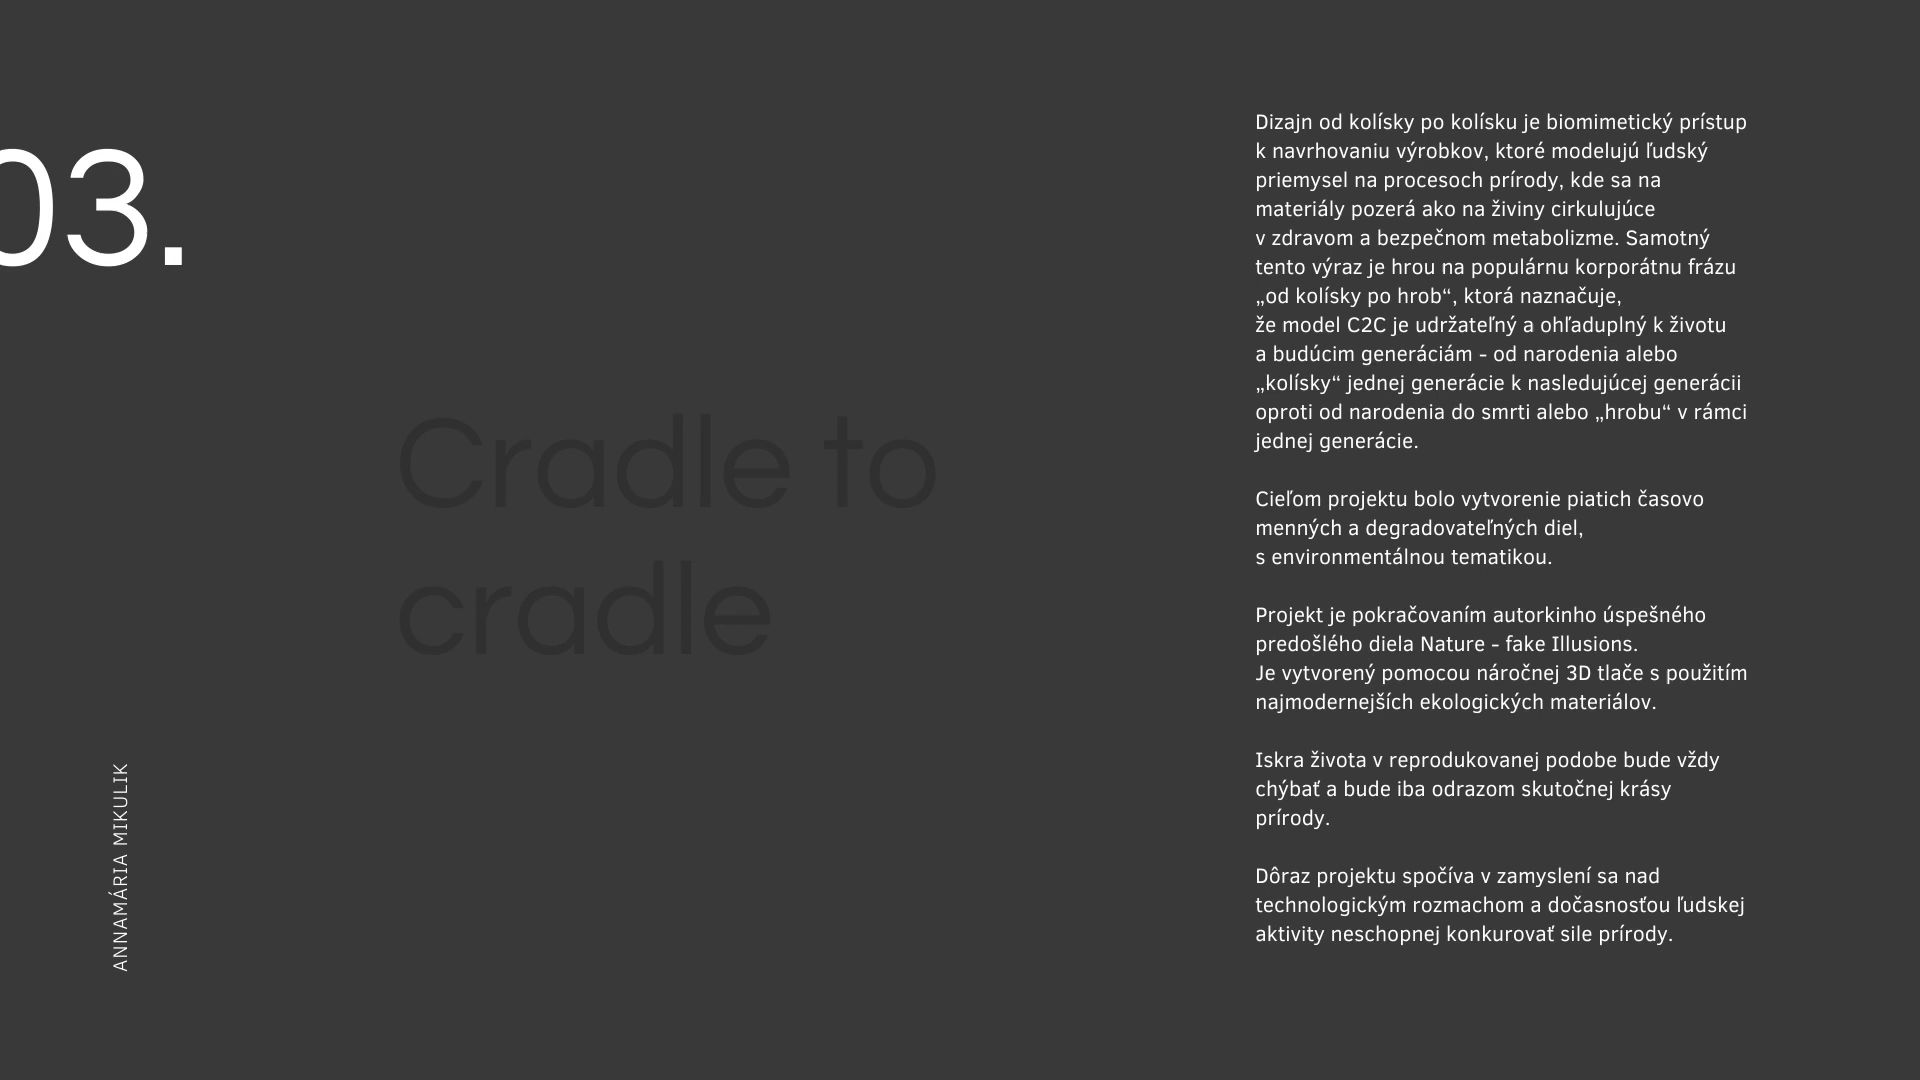 03.
Cradle to
cradle
ANNAMÁRIA MIKULIK
Dizajn od kolísky po kolísku je biomimetický prístup
k navrhovaniu výrobkov, ktoré modelujú ľudský
priemysel na procesoch prírody, kde sa na
materiály pozerá ako na živiny cirkulujúce
v zdravom a bezpečnom metabolizme. Samotný
tento výraz je hrou na populárnu korporátnu frázu
„od kolísky po hrob“, ktorá naznačuje,
že model C2C je udržateľný a ohľaduplný k životu
a budúcim generáciám - od narodenia alebo
„kolísky“ jednej generácie k nasledujúcej generácii
oproti od narodenia do smrti alebo „hrobu“ v rámci
jednej generácie.
Cieľom projektu bolo vytvorenie piatich časovo
menných a degradovateľných diel,
s environmentálnou tematikou.
Projekt je pokračovaním autorkinho úspešného
predošlého diela Nature - fake Illusions.
Je vytvorený pomocou náročnej 3D tlače s použitím
najmodernejších ekologických materiálov.
Iskra života v reprodukovanej podobe bude vždy
chýbať a bude iba odrazom skutočnej krásy
prírody.
Dôraz projektu spočíva v zamyslení sa nad
technologickým rozmachom a dočasnosťou ľudskej
aktivity neschopnej konkurovať sile prírody.